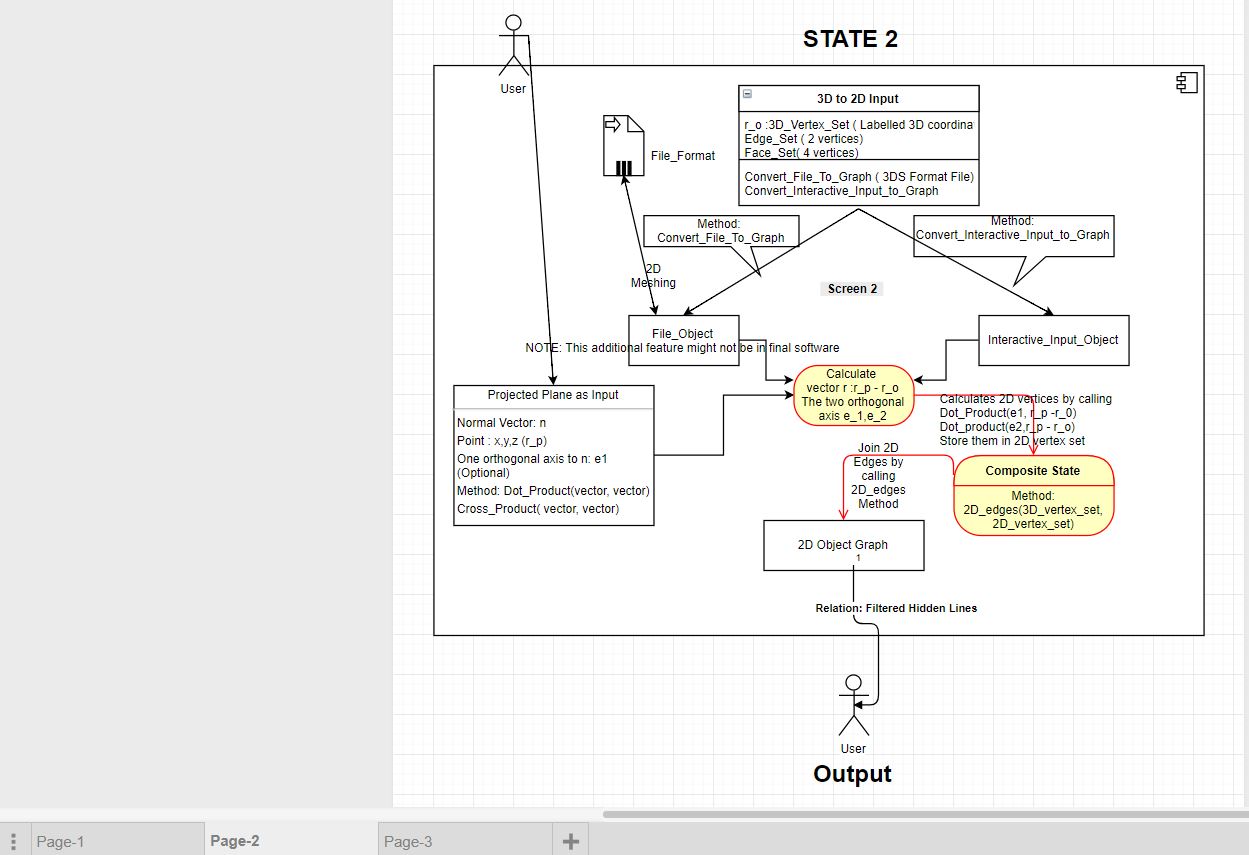 STATE 2
User
3D to 2D Input
r_o :3D_Vertex_Set ( Labelled 3D coordina
Edge_Set ( 2 vertices)
Face_Set( 4 vertices)
Convert_File_To_Graph ( 3DS Format File)
Convert_Interactive_Input_to_Graph
File_Format
Method:
Convert_File_To_Graph
Method:
Convert_Interactive_Input_to_Graph
2D
Meshing
Screen 2
File_Object
NOTE: This additional feature might not be in final software
Interactive_Input_Object
Projected Plane as Input
Normal Vector: n
Point : x,y,z (r_p)
One orthogonal axis to n: e1
(Optional)
Method: Dot_Product(vector, vector)
Cross_Product( vector, vector)
Calculate
vector r :r_p - r_o
The two orthogonal
axis e_1,e_2
Calculates 2D vertices by calling
Dot_Product(e1, r_p -r_0)
Dot_product(e2,r_p - r_o)
Store them in 2D vertex set
Join 2D
Edges by
calling
2D_edges
Method
Composite State
Method:
2D_edges(3D_vertex_set,
2D_vertex_set)
2D Object Graph
1
Relation: Filtered Hidden Lines
User
Output
Page-1
Page-2
Page-3